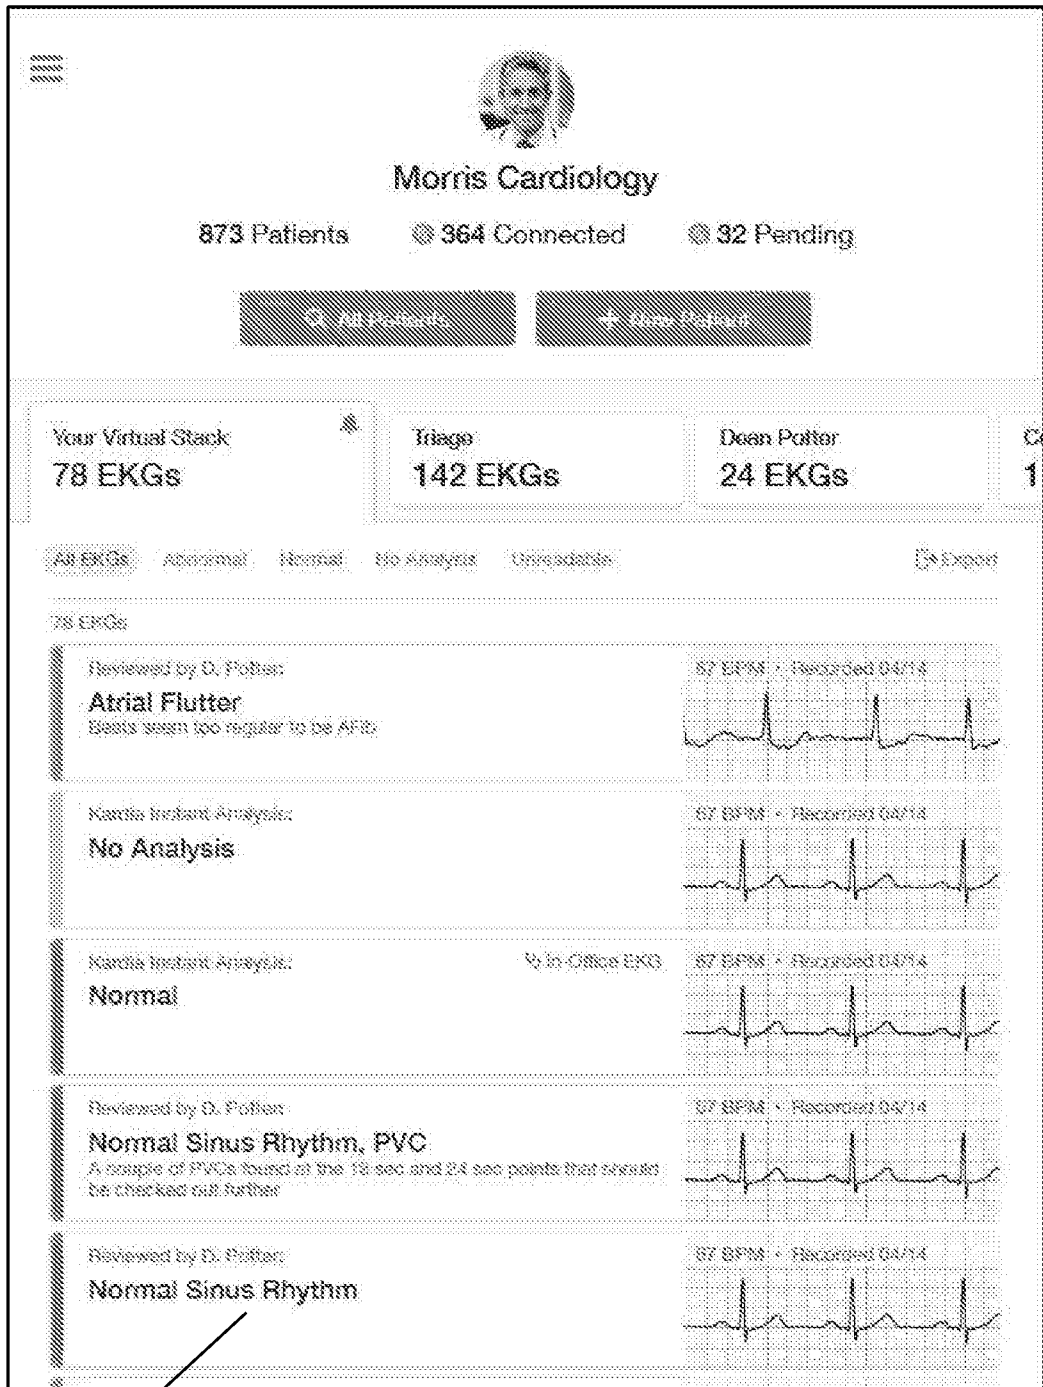 Morris Cardiology
873 Patients 364 Connected 32 Pending
All Patients New Patient
Your Virtual Stack Triage Dean Potter
78 EKGs 142 EKGs 24 EKGs 1
All EKGs Abnormal Normal No Analysis Unreadable Export
78 EKGs
Reviewed by D. Potter: 67 BPM • Recorded 04/14
Atrial Flutter
Beats seem too regular to be AFib
Kardia Instant Analysis: 67 BPM • Recorded 04/14
No Analysis
Kardia Instant Analysis: In Office EKG 67 BPM • Recorded 04/14
Normal
Reviewed by D. Potter: 67 BPM • Recorded 04/14
Normal Sinus Rhythm, PVC
A couple of PVCs found at the 18 sec and 24 sec points that should
be checked out further
Reviewed by D. Potter: 67 BPM • Recorded 04/14
Normal Sinus Rhythm